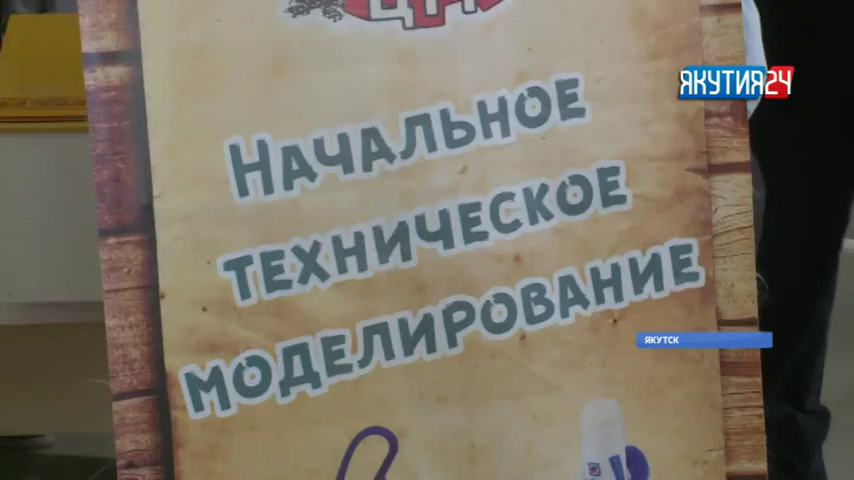 ЯКУТИЯ24
НАЧАЛЬНОЕ
ТЕХНИЧЕСКОЕ
МОДЕЛИРОВАНИЕ
ЯКУТСК